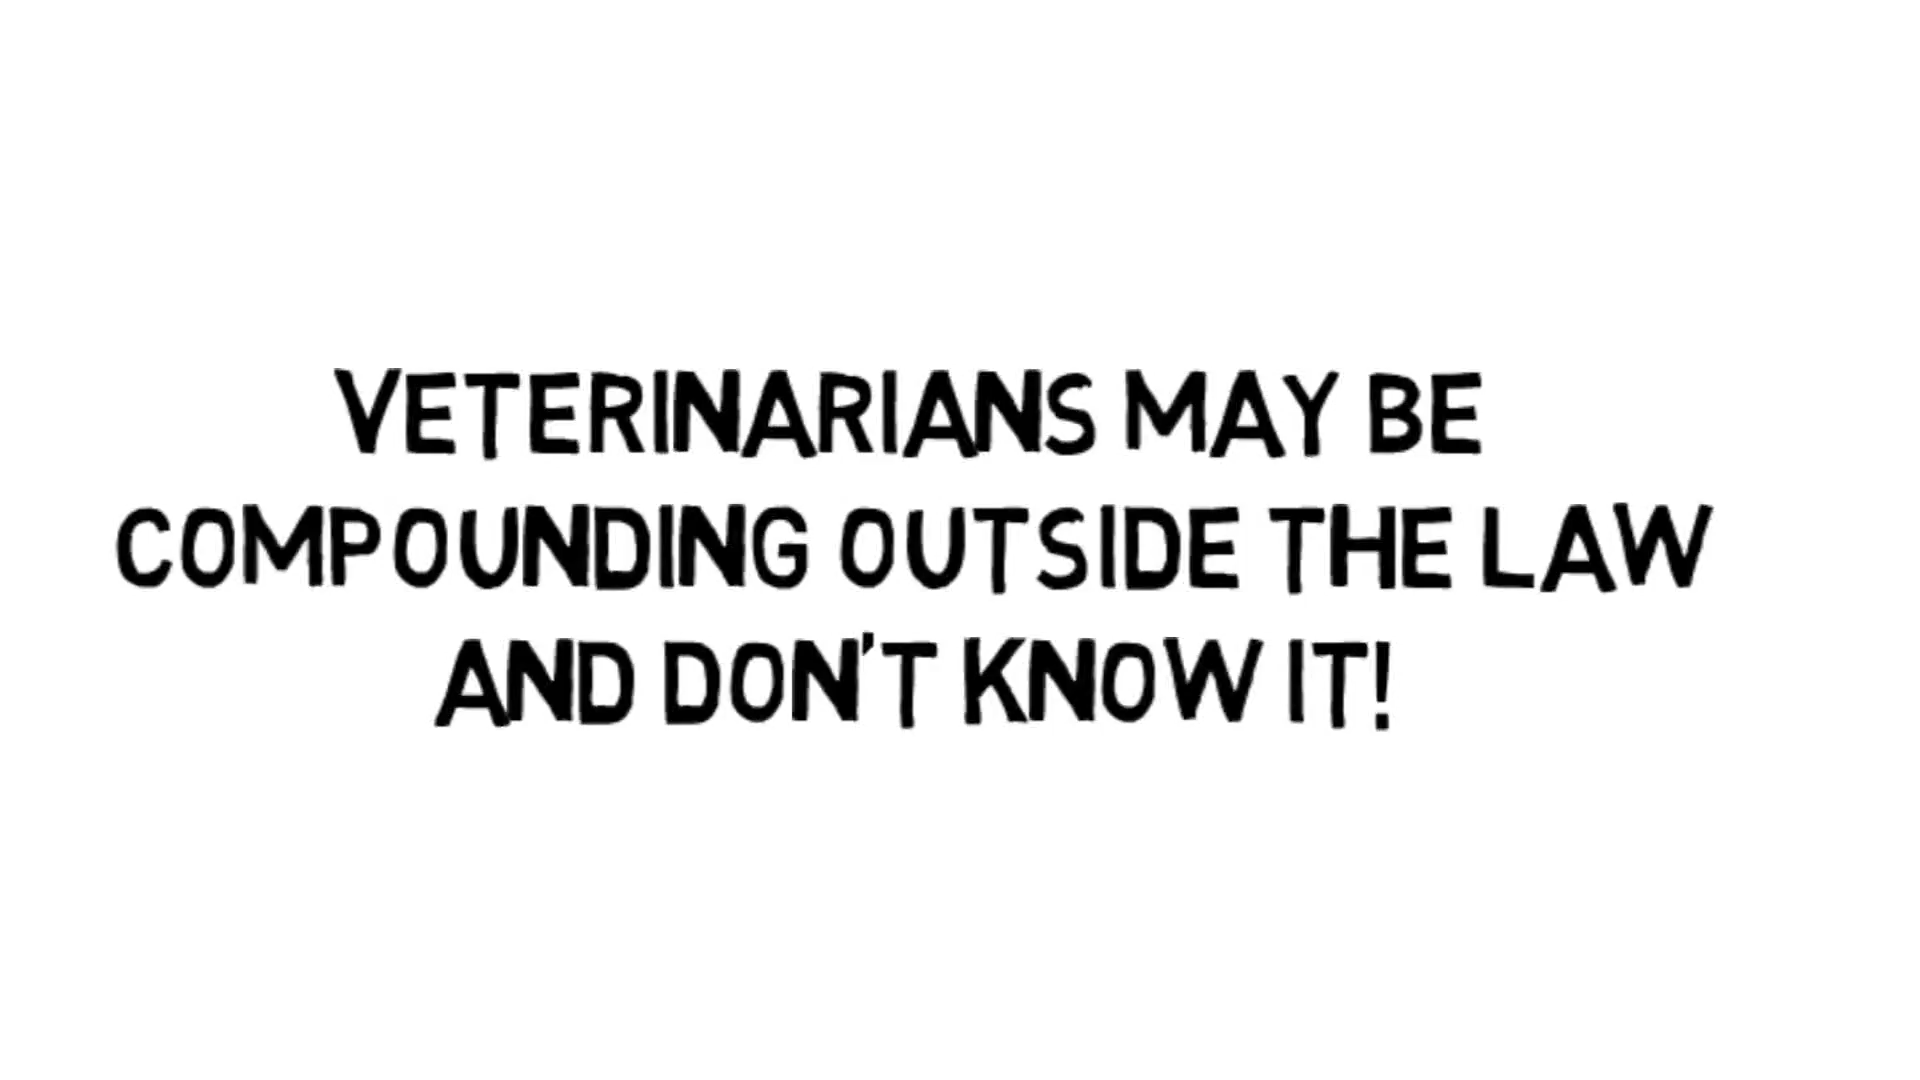 VETERINARIANS MAY BE
COMPOUNDING OUTSIDE THE LAW
AND DON'T KNOW IT!